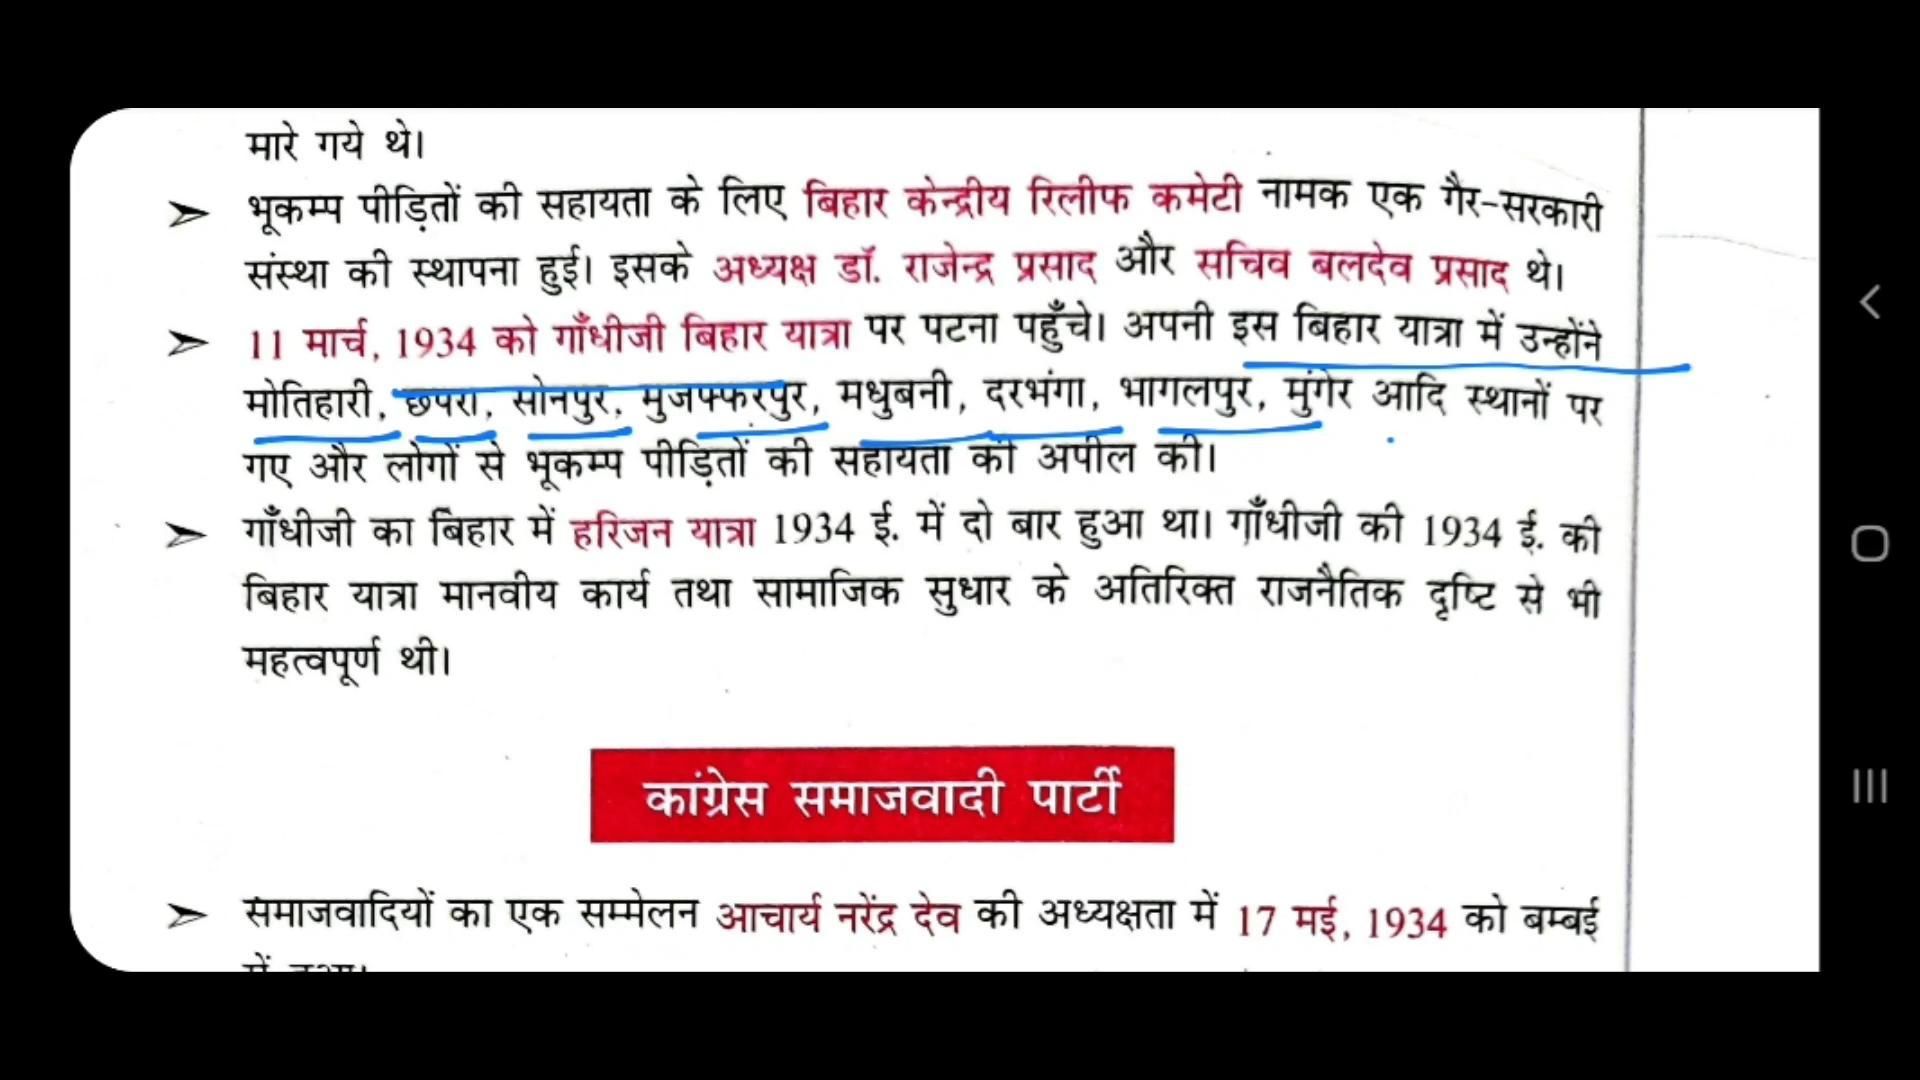 मारे गये थे।
➤ भूकम्प पीड़ितों की सहायता के लिए बिहार केन्द्रीय रिलीफ कमेटी नामक एक गैर-सरकारी
संस्था की स्थापना हुई। इसके अध्यक्ष डॉ. राजेन्द्र प्रसाद और सचिव बलदेव प्रसाद थे।
➤ 11 मार्च, 1934 को गाँधीजी बिहार यात्रा पर पटना पहुँचे। अपनी इस बिहार यात्रा में उन्होंने
मोतिहारी, छपरा, सोनपुर, मुजफ्फरपुर, मधुबनी, दरभंगा, भागलपुर, मुंगेर आदि स्थानों पर
गए और लोगों से भूकम्प पीड़ितों की सहायता की अपील की।
➤ गाँधीजी का बिहार में हरिजन यात्रा 1934 ई. में दो बार हुआ था। गाँधीजी की 1934 ई. की
बिहार यात्रा मानवीय कार्य तथा सामाजिक सुधार के अतिरिक्त राजनैतिक दृष्टि से भी
महत्वपूर्ण थी।
कांग्रेस समाजवादी पार्टी
➤ समाजवादियों का एक सम्मेलन आचार्य नरेंद्र देव की अध्यक्षता में 17 मई, 1934 को बम्बई